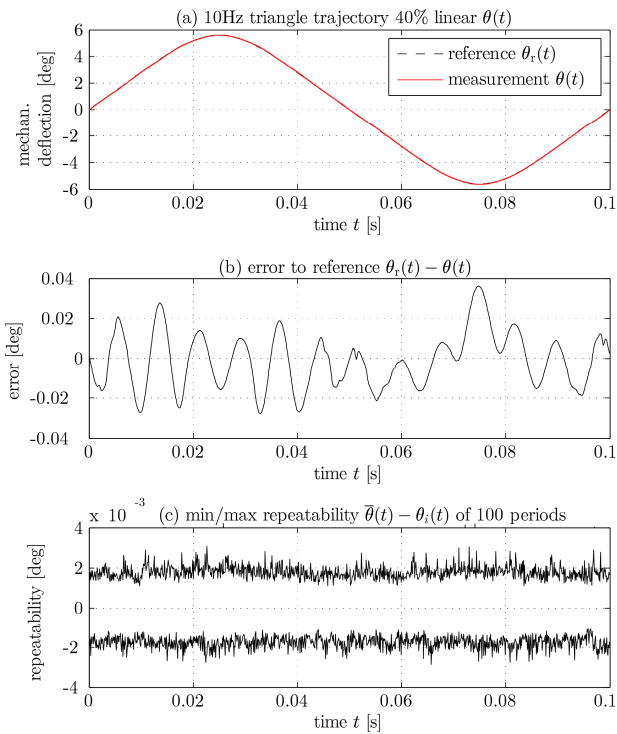 (a) 10Hz triangle trajectory 40% linear θ(t)
6
4
2
0
-2
-4
-6
mechan.
deflection [deg]
reference θr(t)
measurement θ(t)
0 0.02 0.04 0.06 0.08 0.1
time t [s]
(b) error to reference θr(t) − θ(t)
0.04
0.02
0
-0.02
-0.04
error [deg]
0 0.02 0.04 0.06 0.08 0.1
time t [s]
x 10 -3
(c) min/max repeatability θ̅(t) − θi(t) of 100 periods
4
2
0
-2
-4
repeatability [deg]
0 0.02 0.04 0.06 0.08 0.1
time t [s]